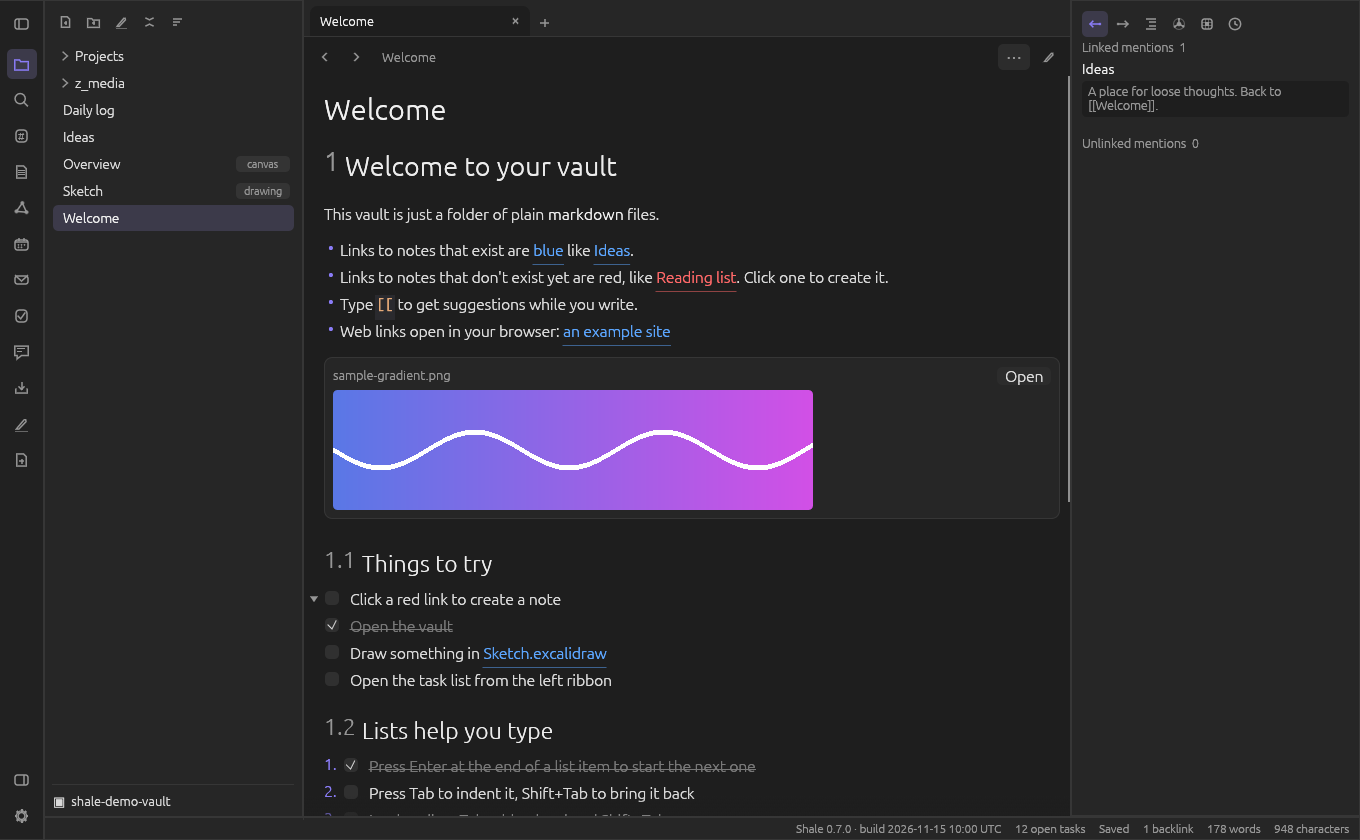 Projects
z_media
Daily log
Ideas
Overview canvas
Sketch drawing
Welcome
shale-demo-vault
Welcome × +
Welcome
Welcome
1 Welcome to your vault
This vault is just a folder of plain markdown files.
• Links to notes that exist are blue like Ideas.
• Links to notes that don't exist yet are red, like Reading list. Click one to create it.
• Type [[ to get suggestions while you write.
• Web links open in your browser: an example site
sample-gradient.png Open
1.1 Things to try
Click a red link to create a note
Open the vault
Draw something in Sketch.excalidraw
Open the task list from the left ribbon
1.2 Lists help you type
1. Press Enter at the end of a list item to start the next one
2. Press Tab to indent it, Shift+Tab to bring it back
Linked mentions 1
Ideas
A place for loose thoughts. Back to
[[Welcome]].
Unlinked mentions 0
Shale 0.7.0 · build 2026-11-15 10:00 UTC 12 open tasks Saved 1 backlink 178 words 948 characters